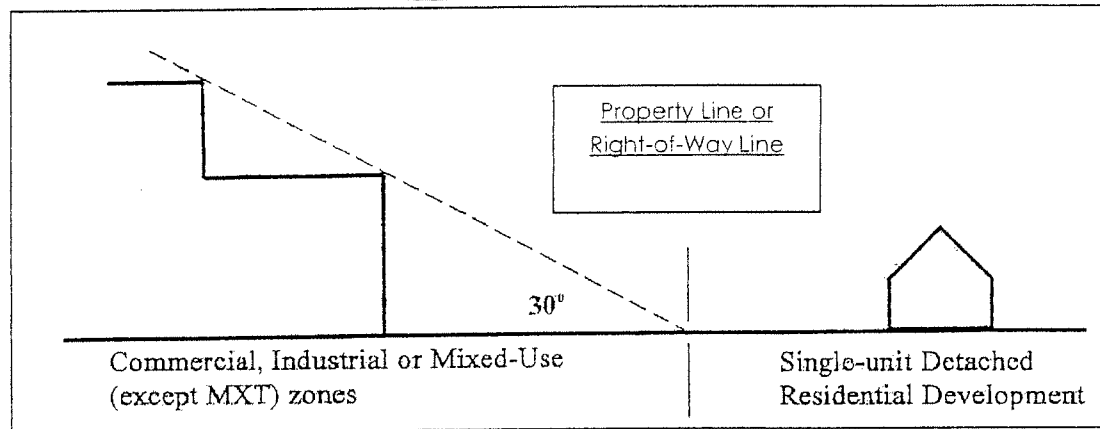 Property Line or
Right-of-Way Line
30°
Commercial, Industrial or Mixed-Use
(except MXT) zones
Single-unit Detached
Residential Development